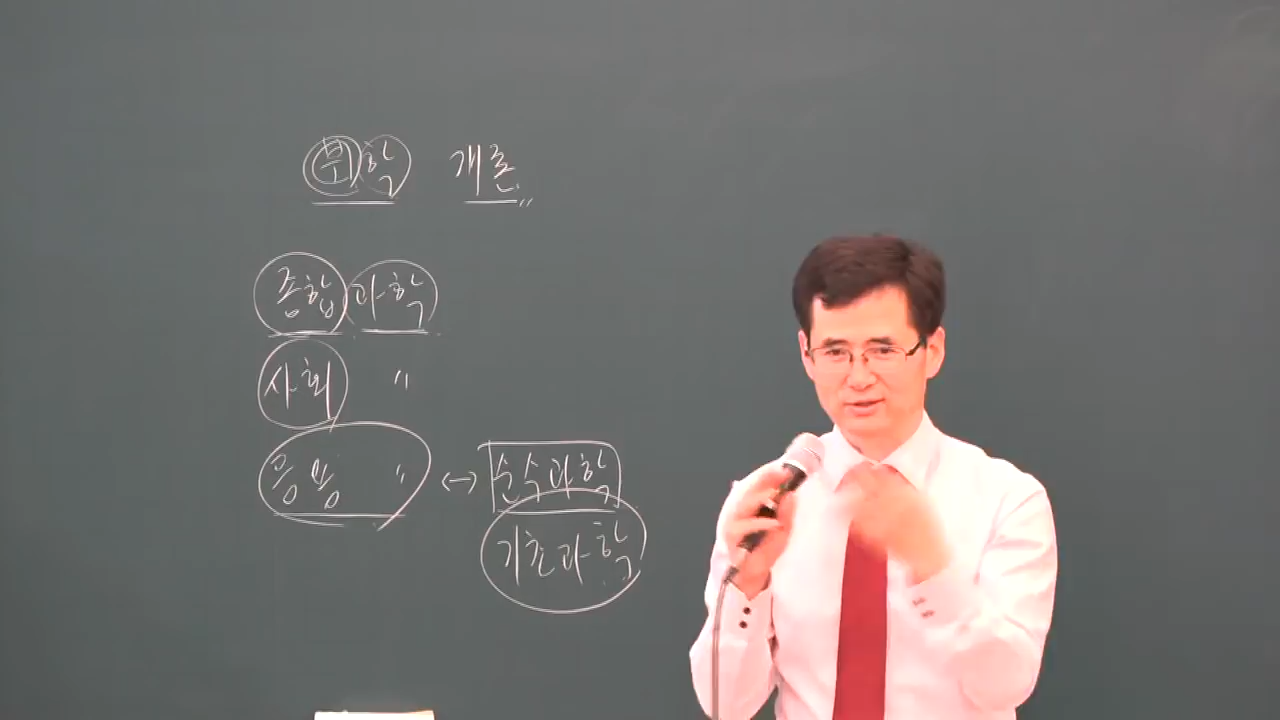 학 개론〃
종합과학
사회 〃
응용 〃 ↔ 순수과학
기초과학